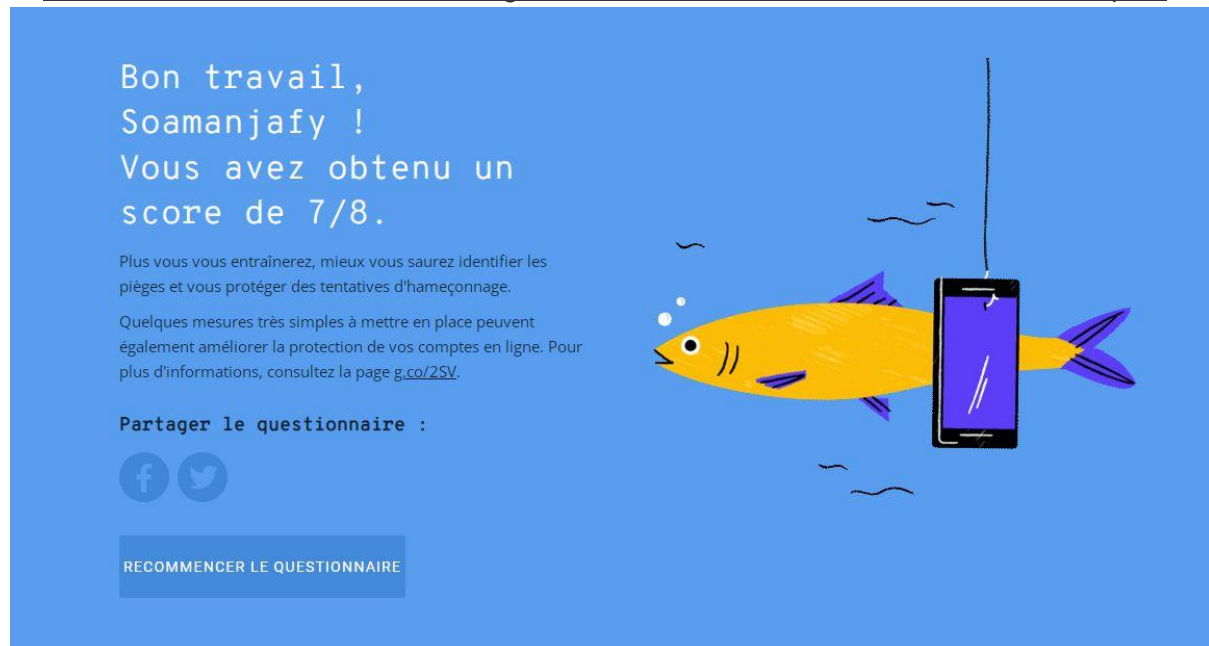 Bon travail,
Soamanjafy !
Vous avez obtenu un
score de 7/8.
Plus vous vous entraînerez, mieux vous saurez identifier les
pièges et vous protéger des tentatives d'hameçonnage.
Quelques mesures très simples à mettre en place peuvent
également améliorer la protection de vos comptes en ligne. Pour
plus d'informations, consultez la page g.co/2SV.
Partager le questionnaire :
RECOMMENCER LE QUESTIONNAIRE